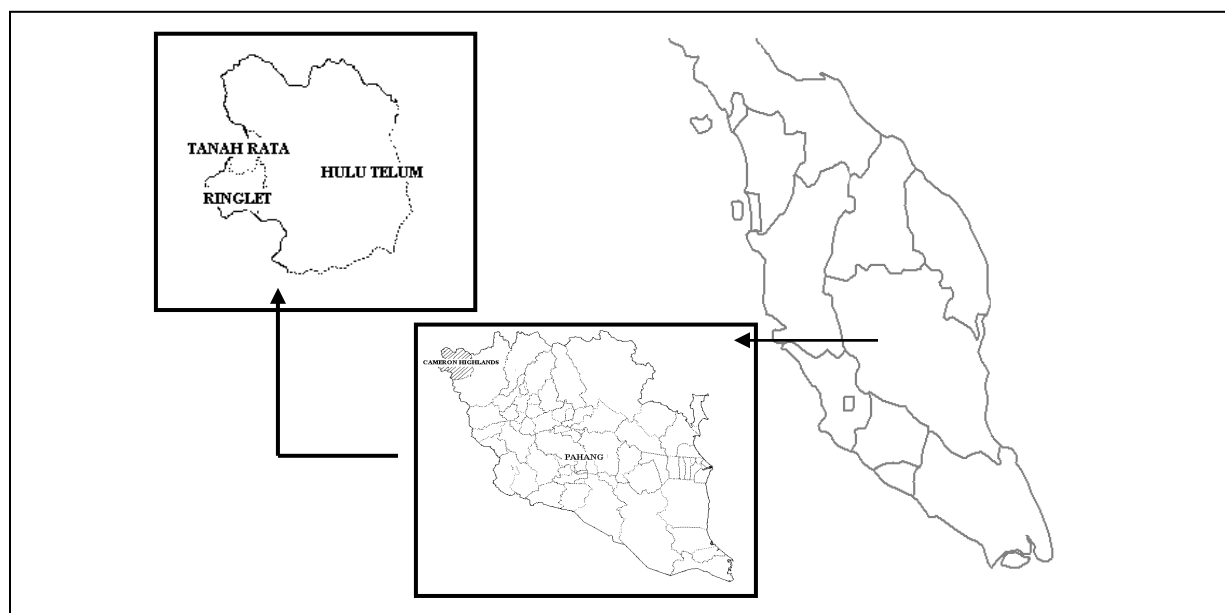 TANAH RATA
HULU TELUM
RINGLET
CAMERON HIGHLANDS
PAHANG